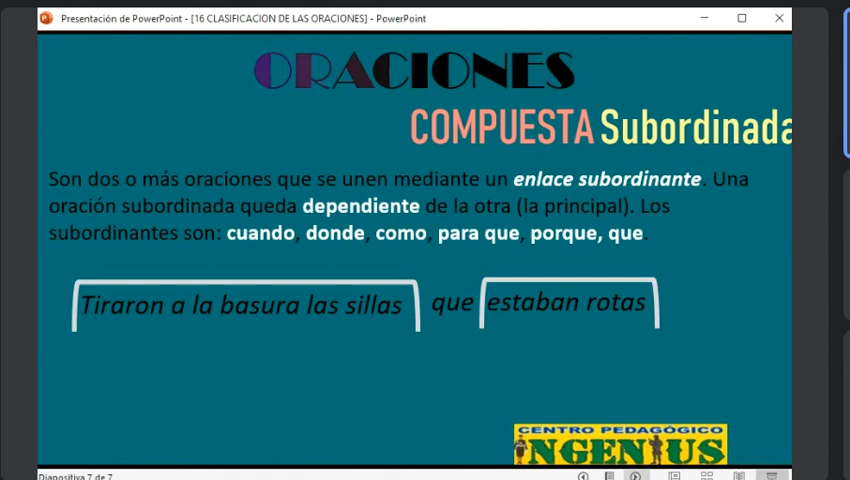 Presentación de PowerPoint - [16 CLASIFICACION DE LAS ORACIONES] - PowerPoint
ORACIONES
COMPUESTA Subordinada
Son dos o más oraciones que se unen mediante un enlace subordinante. Una
oración subordinada queda dependiente de la otra (la principal). Los
subordinantes son: cuando, donde, como, para que, porque, que.
Tiraron a la basura las sillas que estaban rotas
CENTRO PEDAGÓGICO
INGENIUS
Diapositiva 7 de 7